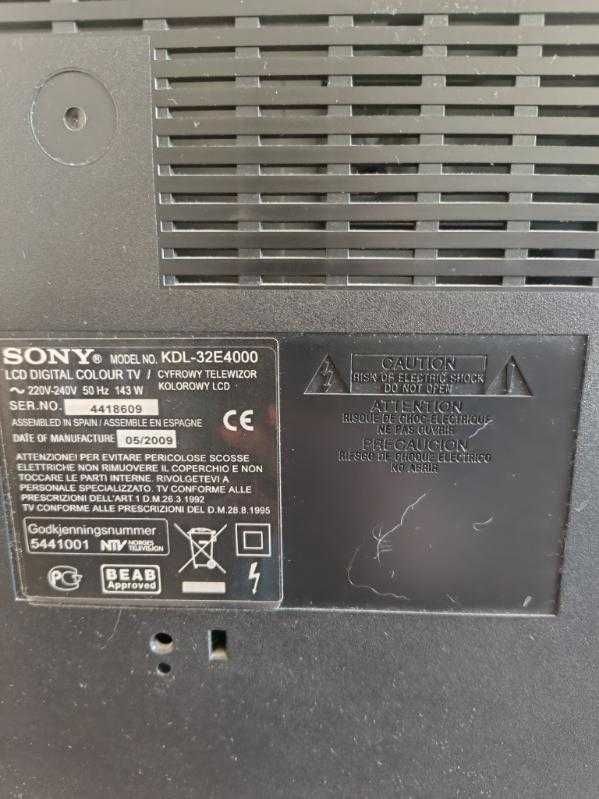 SONY® MODEL NO. KDL-32E4000
LCD DIGITAL COLOUR TV / CYFROWY TELEWIZOR
KOLOROWY LCD
~ 220V-240V 50 Hz 143 W
SER.NO. 4418609
ASSEMBLED IN SPAIN / ASSEMBLE EN ESPAGNE
DATE OF MANUFACTURE 05/2009
CE
ATTENZIONE! PER EVITARE PERICOLOSE SCOSSE
ELETTRICHE NON RIMUOVERE IL COPERCHIO E NON
TOCCARE LE PARTI INTERNE. RIVOLGETEVI A
PERSONALE SPECIALIZZATO. TV CONFORME ALLE
PRESCRIZIONI DELL'ART.1 D.M.26.3.1992
TV CONFORME ALLE PRESCRIZIONI DEL D.M.28.8.1995
Godkjenningsnummer
5441001 NTV NORGES
TELEVISJON
BEAB
Approved
CAUTION
RISK OF ELECTRIC SHOCK
DO NOT OPEN
ATTENTION
RISQUE DE CHOC ELECTRIQUE
NE PAS OUVRIR
PRECAUCION
RIESGO DE CHOQUE ELECTRICO
NO ABRIR